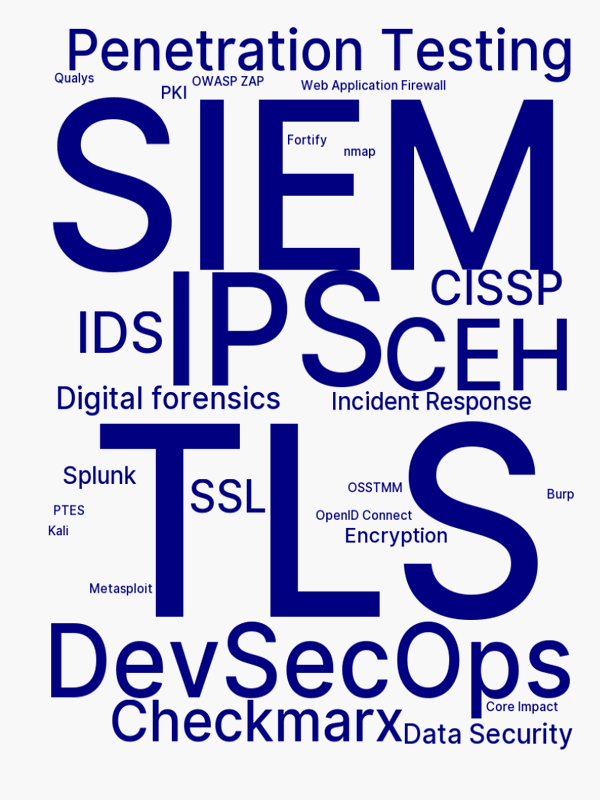 Penetration Testing
Qualys
OWASP ZAP
PKI
Web Application Firewall
SIEM
Fortify
nmap
IPS
CISSP
IDS
CEH
Digital forensics
Incident Response
TLS
Splunk
SSL
OSSTMM
Burp
PTES
OpenID Connect
Kali
Encryption
Metasploit
DevSecOps
Core Impact
Checkmarx
Data Security